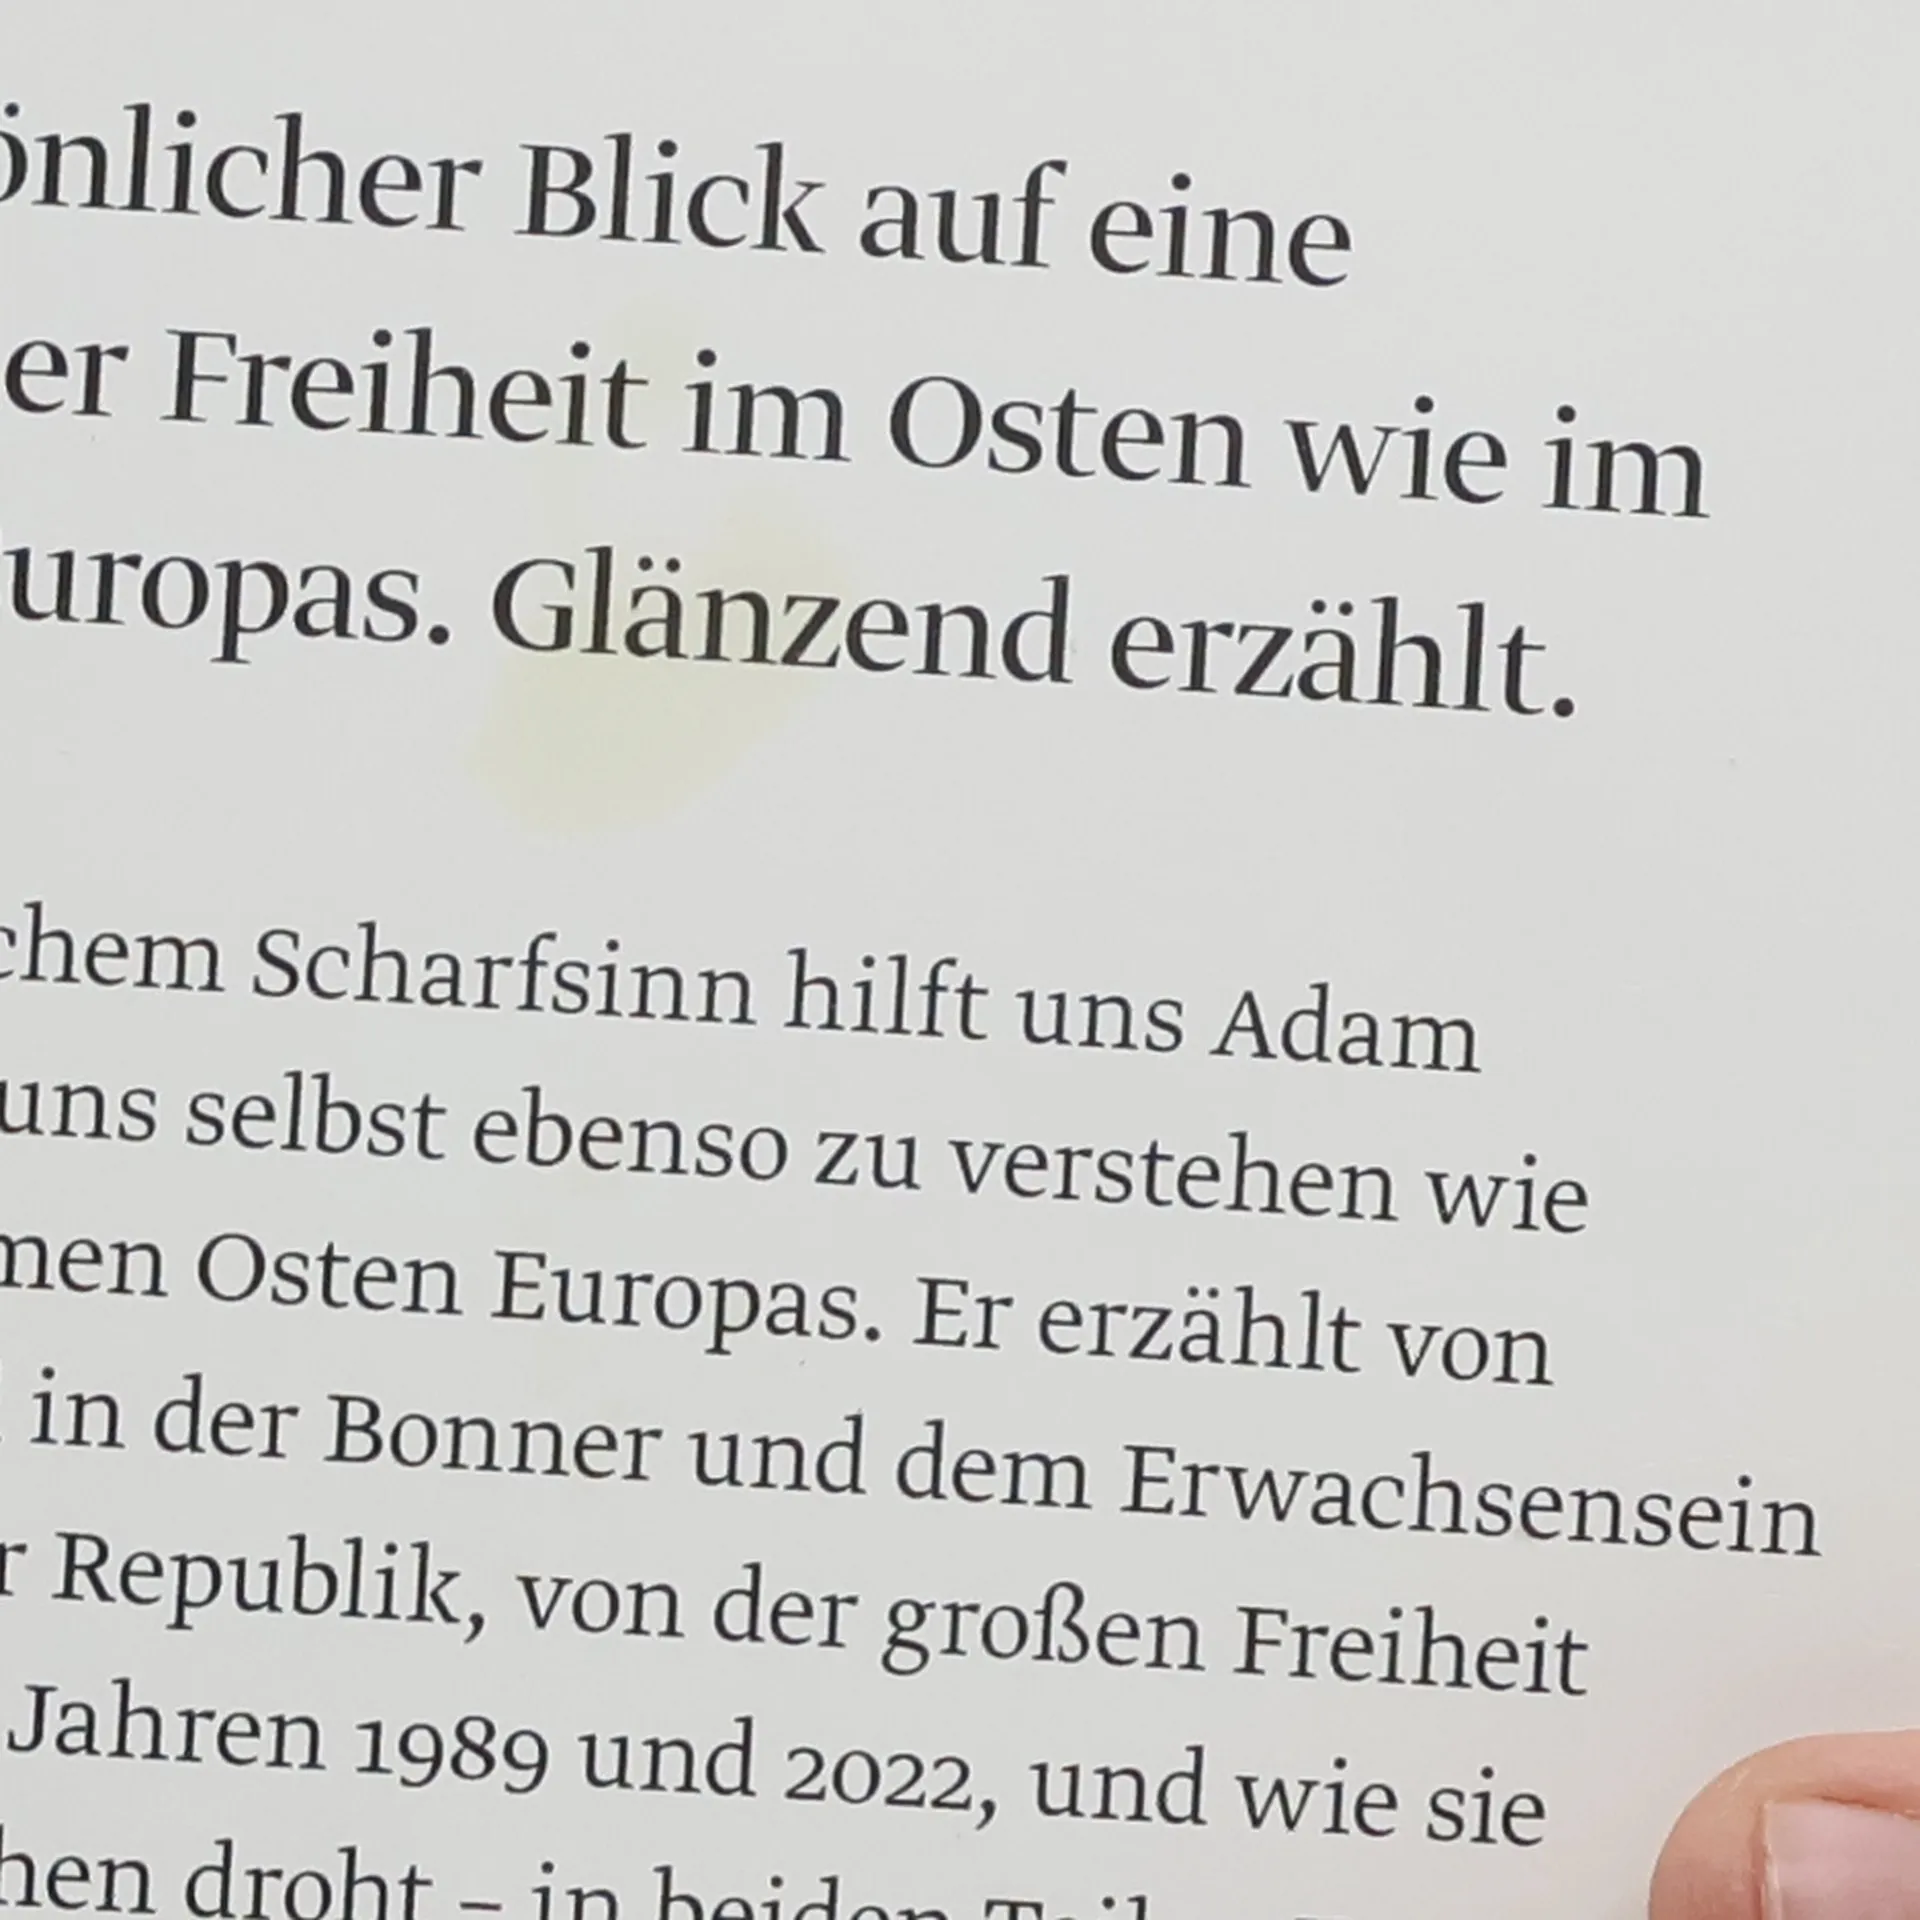 önlicher Blick auf eine
er Freiheit im Osten wie im
uropas. Glänzend erzählt.
chem Scharfsinn hilft uns Adam
uns selbst ebenso zu verstehen wie
men Osten Europas. Er erzählt von
in der Bonner und dem Erwachsensein
r Republik, von der großen Freiheit
Jahren 1989 und 2022, und wie sie
hen droht – in beiden